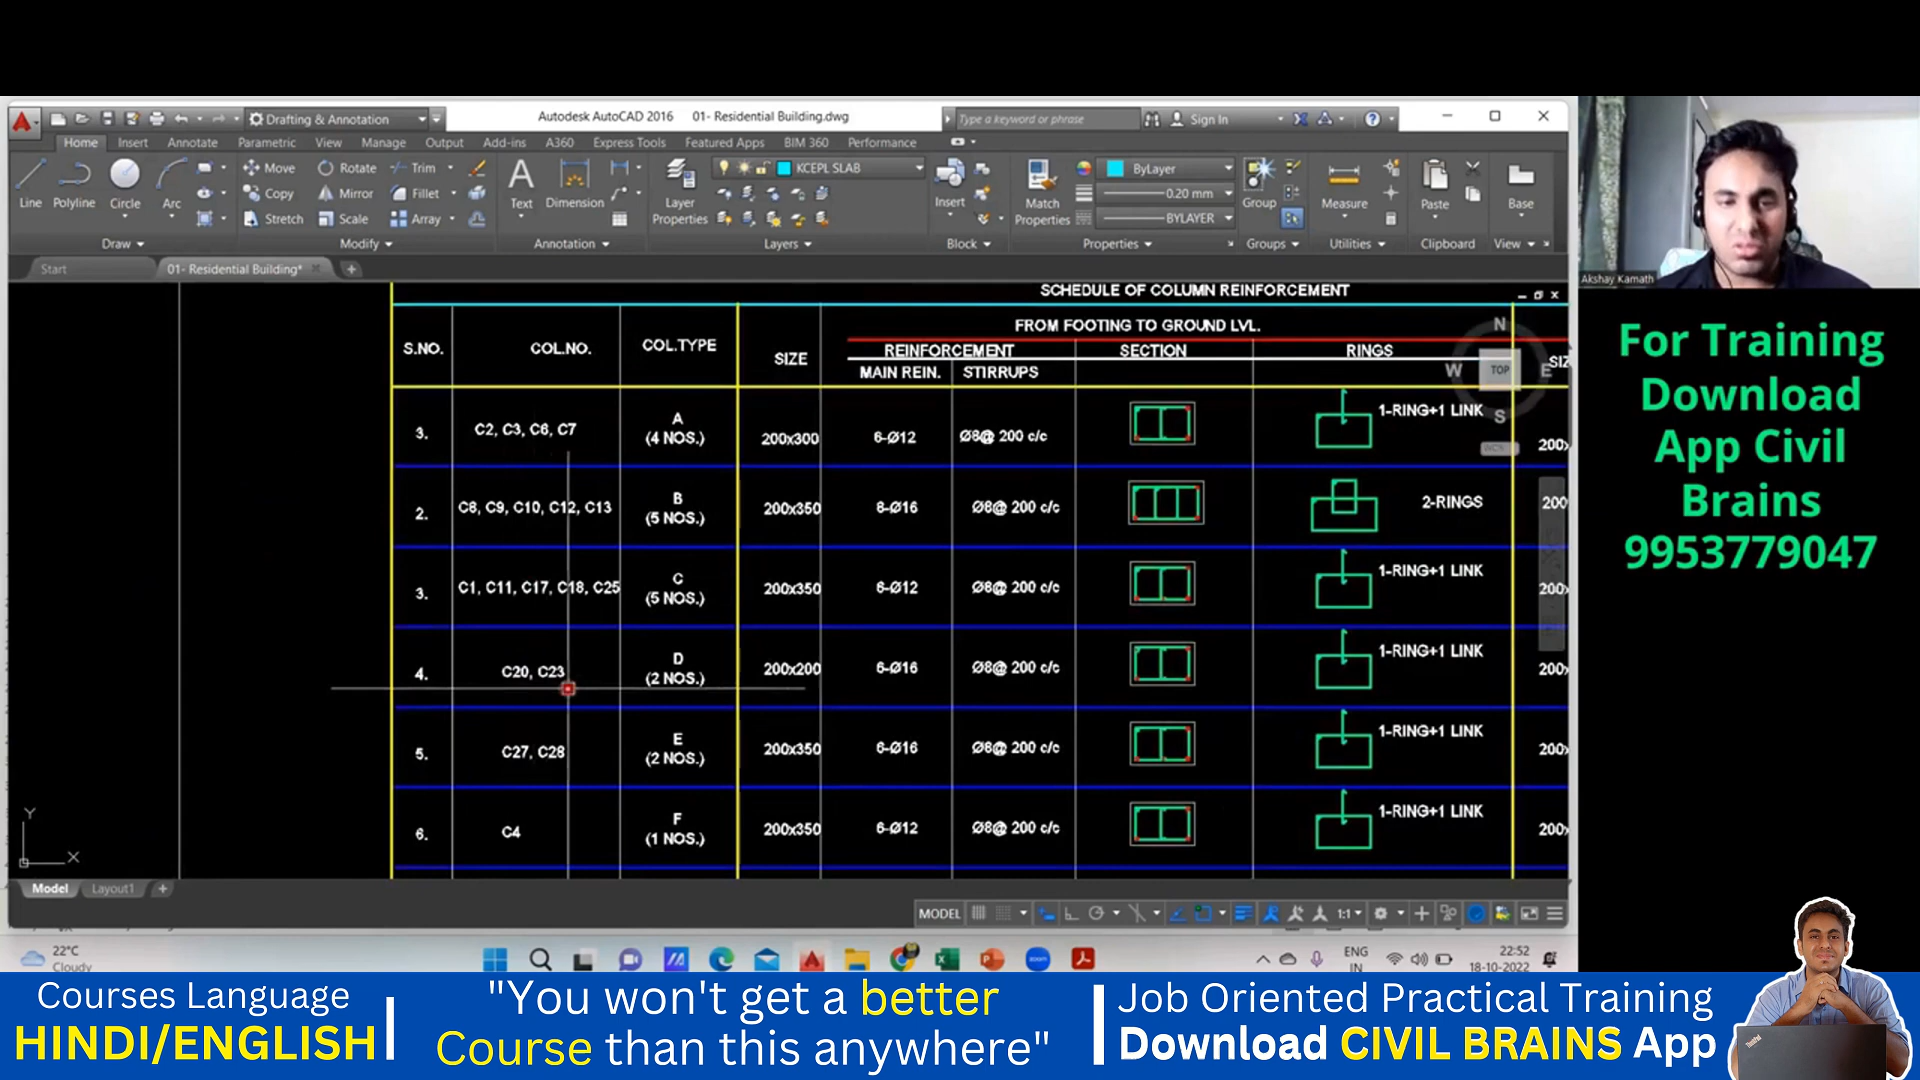 Autodesk AutoCAD 2016 01- Residential Building.dwg
Drafting & Annotation
Type a keyword or phrase
Sign In
Home Insert Annotate Parametric View Manage Output Add-ins A360 Express Tools Featured Apps BIM 360 Performance
Line Polyline Circle Arc
Move Rotate Trim
Copy Mirror Fillet
Stretch Scale Array
Text Dimension
Layer Properties
KCEPL SLAB
Insert
Match Properties
ByLayer
0.20 mm
BYLAYER
Group Measure Paste Base
Draw Modify Annotation Layers Block Properties Groups Utilities Clipboard View
Start 01- Residential Building*
Akshay Kamath
SCHEDULE OF COLUMN REINFORCEMENT
FROM FOOTING TO GROUND LVL.
S.NO. COL.NO. COL.TYPE SIZE REINFORCEMENT SECTION RINGS SIZ
MAIN REIN. STIRRUPS
N
W TOP E
S
3. C2, C3, C6, C7 A (4 NOS.) 200x300 6-Ø12 Ø8@ 200 c/c 1-RING+1 LINK 200x
2. C8, C9, C10, C12, C13 B (5 NOS.) 200x350 8-Ø16 Ø8@ 200 c/c 2-RINGS 200
3. C1, C11, C17, C18, C25 C (5 NOS.) 200x350 6-Ø12 Ø8@ 200 c/c 1-RING+1 LINK 200x
4. C20, C23 D (2 NOS.) 200x200 6-Ø16 Ø8@ 200 c/c 1-RING+1 LINK 200x
5. C27, C28 E (2 NOS.) 200x350 6-Ø16 Ø8@ 200 c/c 1-RING+1 LINK 200x
6. C4 F (1 NOS.) 200x350 6-Ø12 Ø8@ 200 c/c 1-RING+1 LINK 200x
Y
X
Model Layout1
MODEL 1:1
22°C
Cloudy
zoom
ENG
IN
22:52
18-10-2022
For Training
Download
App Civil
Brains
9953779047
Courses Language
HINDI/ENGLISH
"You won't get a better
Course than this anywhere"
Job Oriented Practical Training
Download CIVIL BRAINS App
ThinkPad